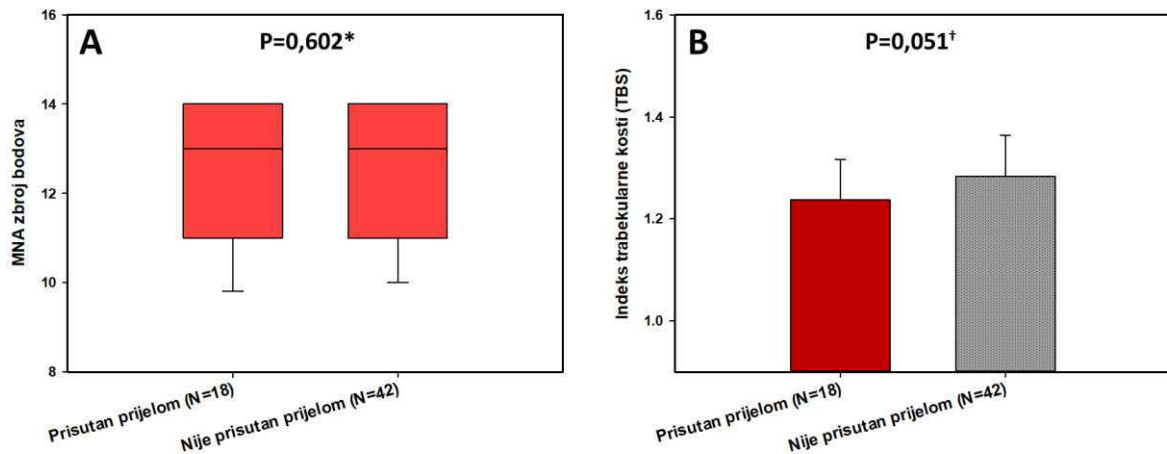 A
P=0,602*
MNA zbroj bodova
16
14
12
10
8
Prisutan prijelom (N=18)
Nije prisutan prijelom (N=42)
B
P=0,051†
Indeks trabekularne kosti (TBS)
1.6
1.4
1.2
1.0
Prisutan prijelom (N=18)
Nije prisutan prijelom (N=42)